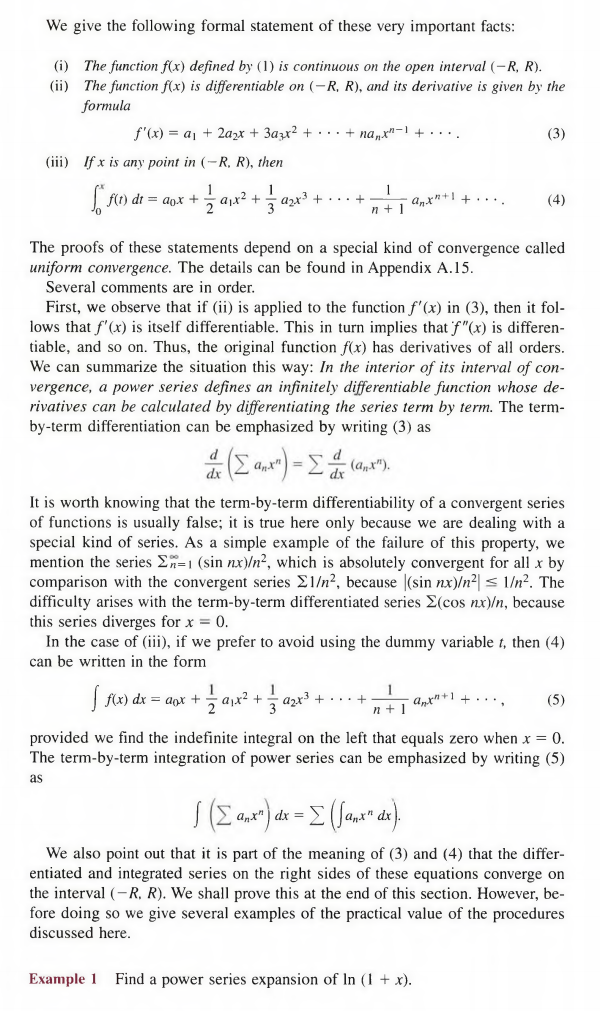 We give the following formal statement of these very important facts:
(i) The function f(x) defined by (1) is continuous on the open interval (−R, R).
(ii) The function f(x) is differentiable on (−R, R), and its derivative is given by the
formula
f'(x) = a₁ + 2a₂x + 3a₃x² + · · · + naₙxⁿ⁻¹ + · · · . (3)
(iii) If x is any point in (−R, R), then
∫₀ˣ f(t) dt = a₀x + 1/2 a₁x² + 1/3 a₂x³ + · · · + 1/(n + 1) aₙxⁿ⁺¹ + · · · . (4)
The proofs of these statements depend on a special kind of convergence called
uniform convergence. The details can be found in Appendix A.15.
Several comments are in order.
First, we observe that if (ii) is applied to the function f'(x) in (3), then it fol-
lows that f'(x) is itself differentiable. This in turn implies that f"(x) is differen-
tiable, and so on. Thus, the original function f(x) has derivatives of all orders.
We can summarize the situation this way: In the interior of its interval of con-
vergence, a power series defines an infinitely differentiable function whose de-
rivatives can be calculated by differentiating the series term by term. The term-
by-term differentiation can be emphasized by writing (3) as
d/dx (∑ aₙxⁿ) = ∑ d/dx (aₙxⁿ).
It is worth knowing that the term-by-term differentiability of a convergent series
of functions is usually false; it is true here only because we are dealing with a
special kind of series. As a simple example of the failure of this property, we
mention the series Σ∞ₙ₌₁ (sin nx)/n², which is absolutely convergent for all x by
comparison with the convergent series Σ1/n², because |(sin nx)/n²| ≤ 1/n². The
difficulty arises with the term-by-term differentiated series Σ(cos nx)/n, because
this series diverges for x = 0.
In the case of (iii), if we prefer to avoid using the dummy variable t, then (4)
can be written in the form
∫ f(x) dx = a₀x + 1/2 a₁x² + 1/3 a₂x³ + · · · + 1/(n + 1) aₙxⁿ⁺¹ + · · · , (5)
provided we find the indefinite integral on the left that equals zero when x = 0.
The term-by-term integration of power series can be emphasized by writing (5)
as
∫ (∑ aₙxⁿ) dx = ∑ (∫aₙxⁿ dx).
We also point out that it is part of the meaning of (3) and (4) that the differ-
entiated and integrated series on the right sides of these equations converge on
the interval (−R, R). We shall prove this at the end of this section. However, be-
fore doing so we give several examples of the practical value of the procedures
discussed here.
Example 1 Find a power series expansion of ln (1 + x).